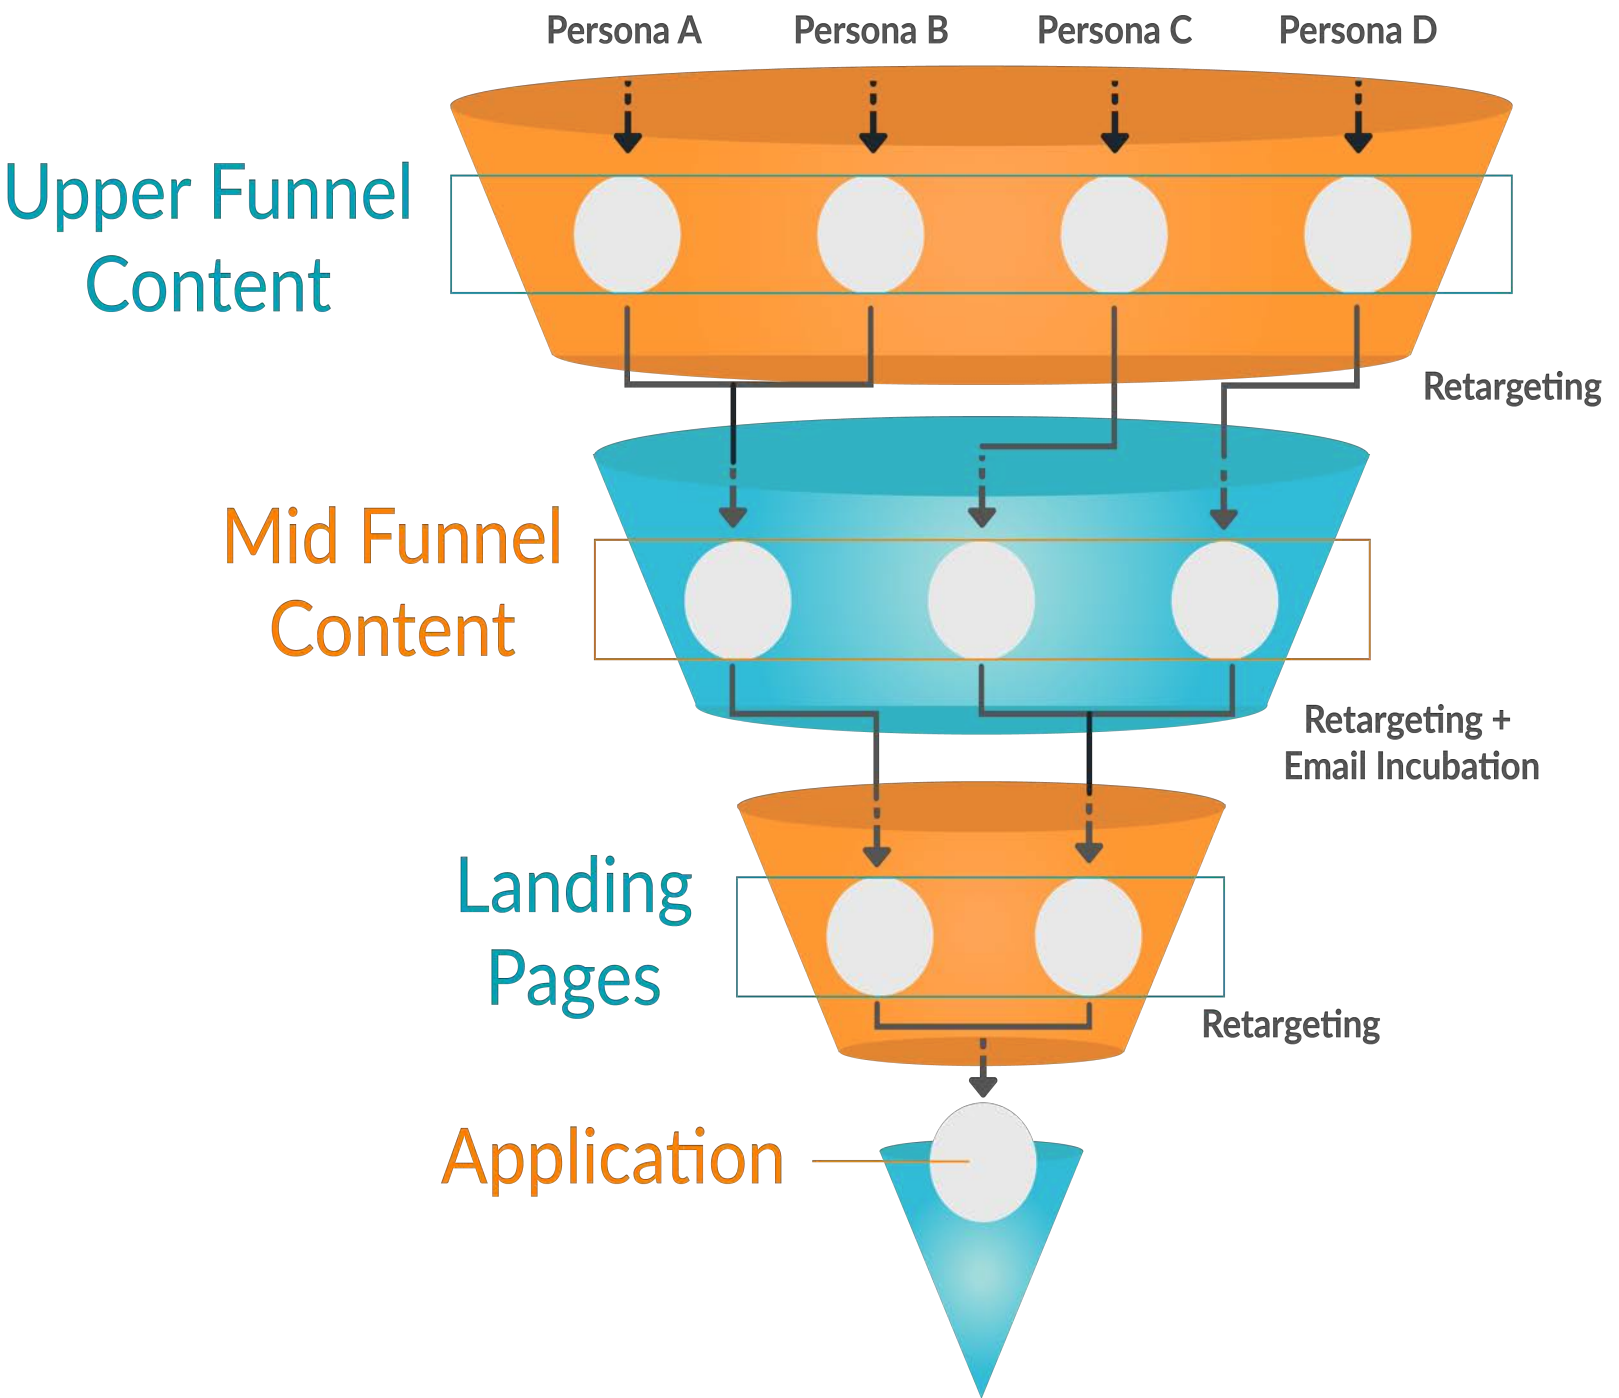 Persona A
Persona B
Persona C
Persona D
Upper Funnel
Content
Retargeting
Mid Funnel
Content
Retargeting +
Email Incubation
Landing
Pages
Retargeting
Application